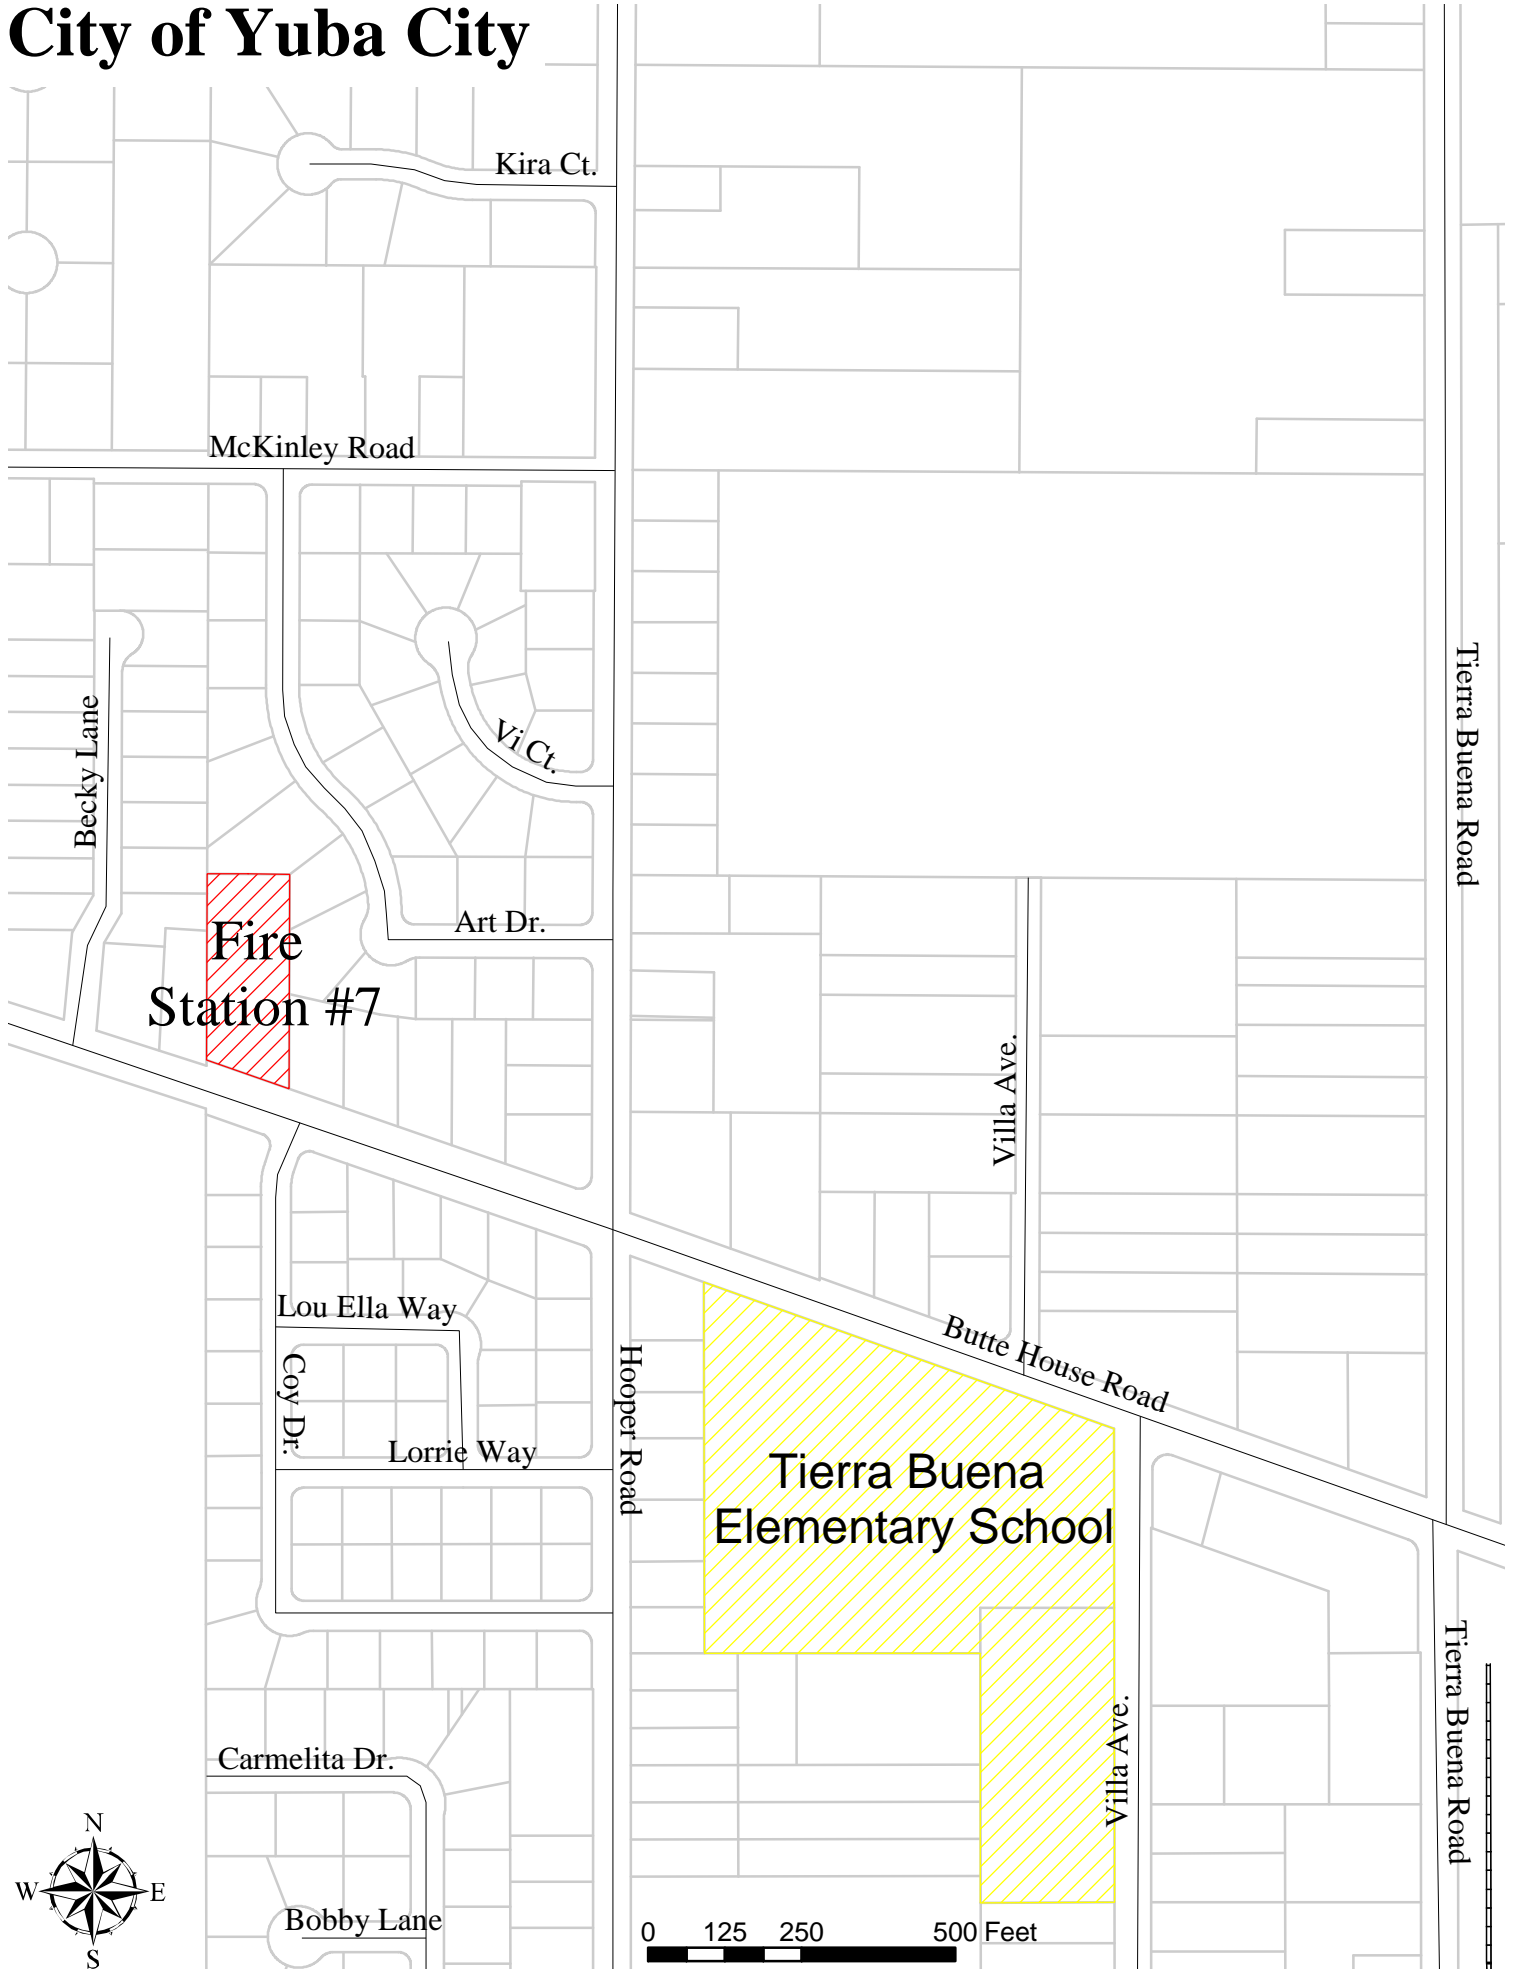 City of Yuba City
Kira Ct.
McKinley Road
Tierra Buena Road
Becky Lane
Vi Ct.
Art Dr.
Fire
Station #7
Villa Ave.
Lou Ella Way
Butte House Road
Coy Dr.
Hooper Road
Lorrie Way
Tierra Buena
Elementary School
Tierra Buena Road
Villa Ave.
Carmelita Dr.
N
W
E
S
Bobby Lane
0 125 250 500 Feet